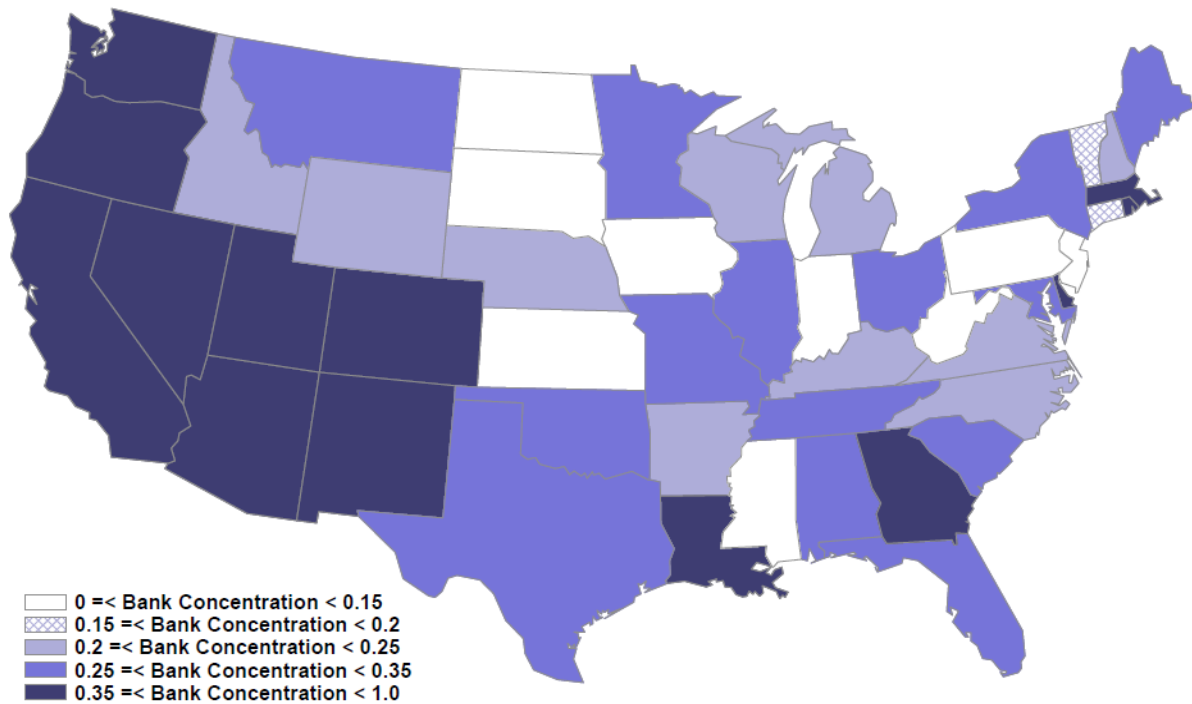 0 =< Bank Concentration < 0.15
0.15 =< Bank Concentration < 0.2
0.2 =< Bank Concentration < 0.25
0.25 =< Bank Concentration < 0.35
0.35 =< Bank Concentration < 1.0